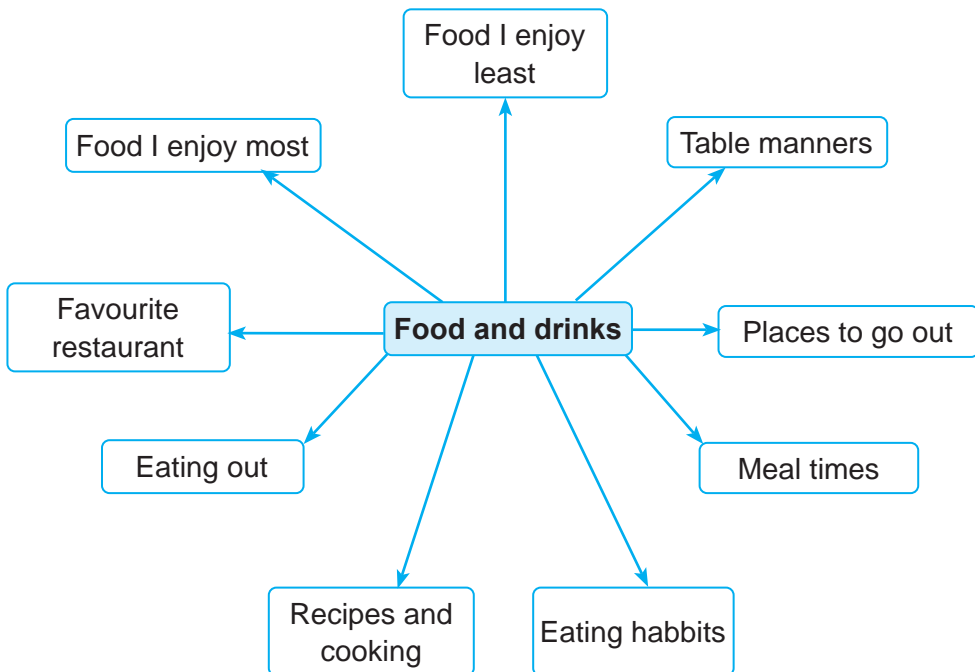 Food I enjoy
least
Food I enjoy most
Table manners
Favourite
restaurant
Food and drinks
Places to go out
Eating out
Meal times
Recipes and
cooking
Eating habbits